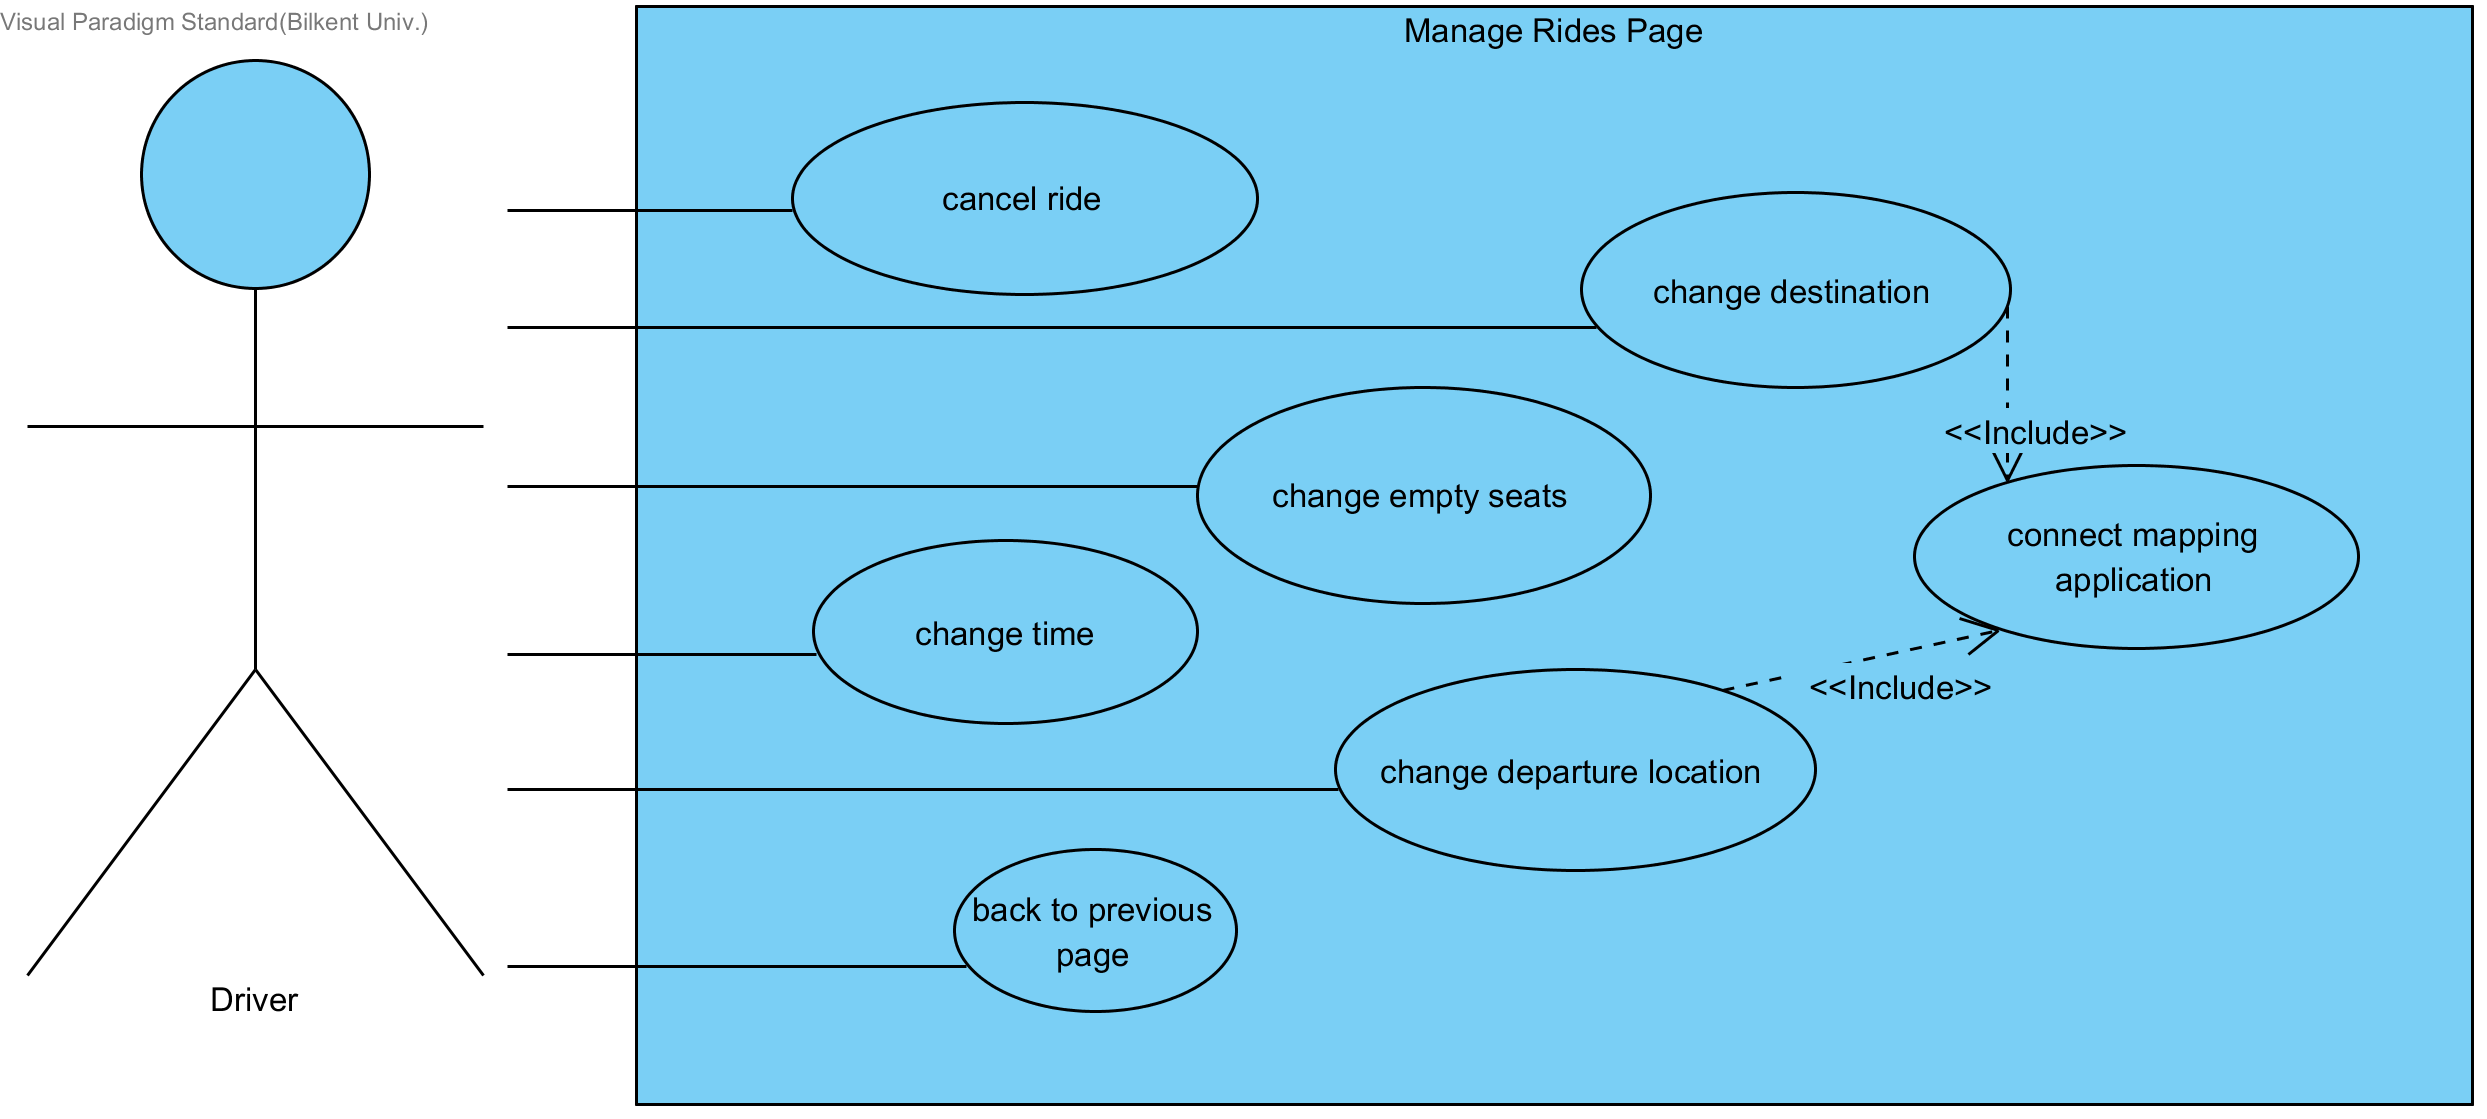 Visual Paradigm Standard(Bilkent Univ.)
Manage Rides Page
cancel ride
change destination
<<Include>>
change empty seats
connect mapping
application
change time
<<Include>>
change departure location
back to previous
page
Driver